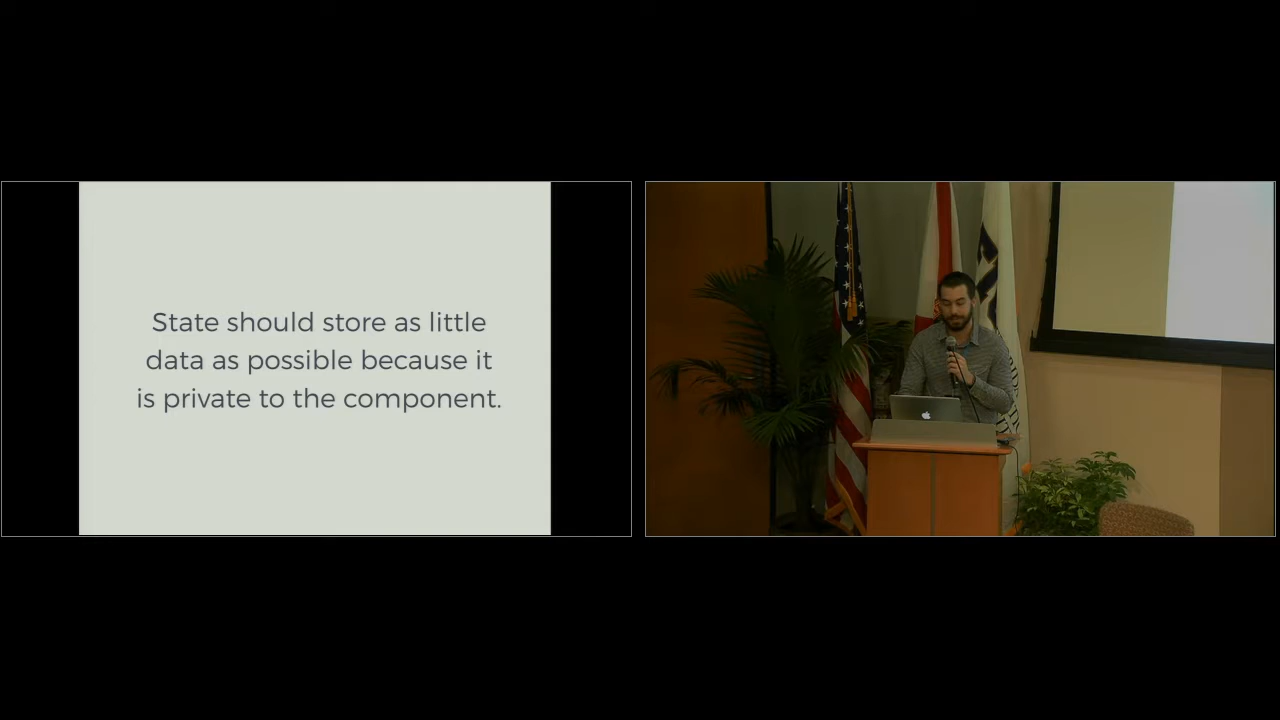 State should store as little
data as possible because it
is private to the component.